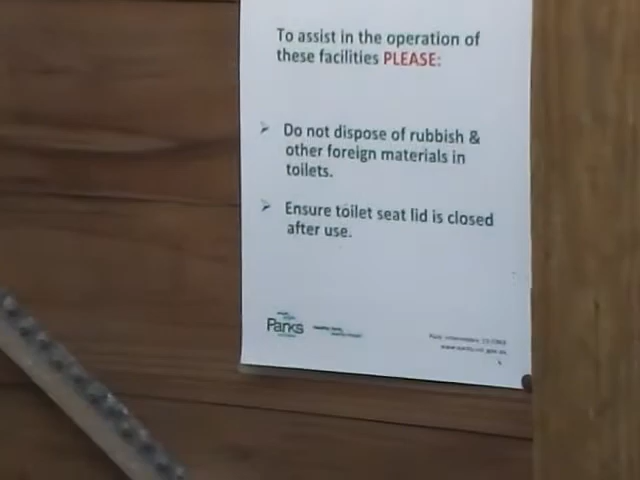 To assist in the operation of
these facilities PLEASE:
➢ Do not dispose of rubbish &
other foreign materials in
toilets.
➢ Ensure toilet seat lid is closed
after use.
Parks